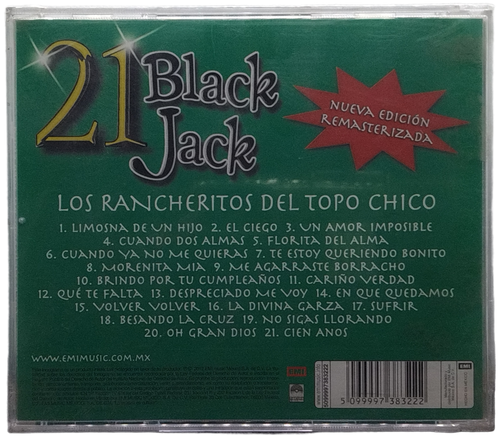 21 Black
Jack
NUEVA EDICIÓN
REMASTERIZADA
LOS RANCHERITOS DEL TOPO CHICO
1. LIMOSNA DE UN HIJO 2. EL CIEGO 3. UN AMOR IMPOSIBLE
4. CUANDO DOS ALMAS 5. FLORITA DEL ALMA
6. CUANDO YA NO ME QUIERAS 7. TE ESTOY QUERIENDO BONITO
8. MORENITA MIA 9. ME AGARRASTE BORRACHO
10. BRINDO POR TU CUMPLEAÑOS 11. CARIÑO VERDAD
12. QUÉ TE FALTA 13. DESPRECIADO ME VOY 14. EN QUE QUEDAMOS
15. VOLVER VOLVER 16. LA DIVINA GARZA 17. SUFRIR
18. BESANDO LA CRUZ 19. NO SIGAS LLORANDO
20. OH GRAN DIOS 21. CIEN ANOS
WWW.EMIMUSIC.COM.MX
EMI
EMI
5 099997 383222
5099997383222